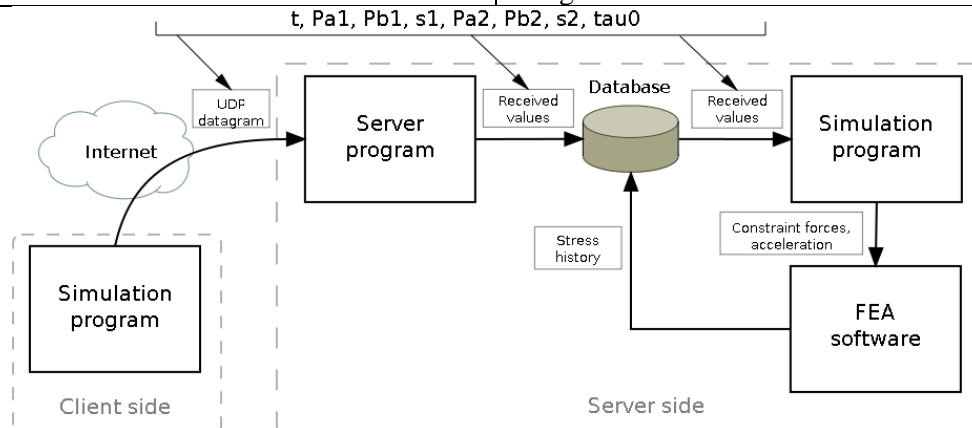 t, Pa1, Pb1, s1, Pa2, Pb2, s2, tau0
UDP
datagram
Received
values
Database
Received
values
Server
program
Simulation
program
Internet
Stress
history
Constraint forces,
acceleration
Simulation
program
FEA
software
Client side
Server side